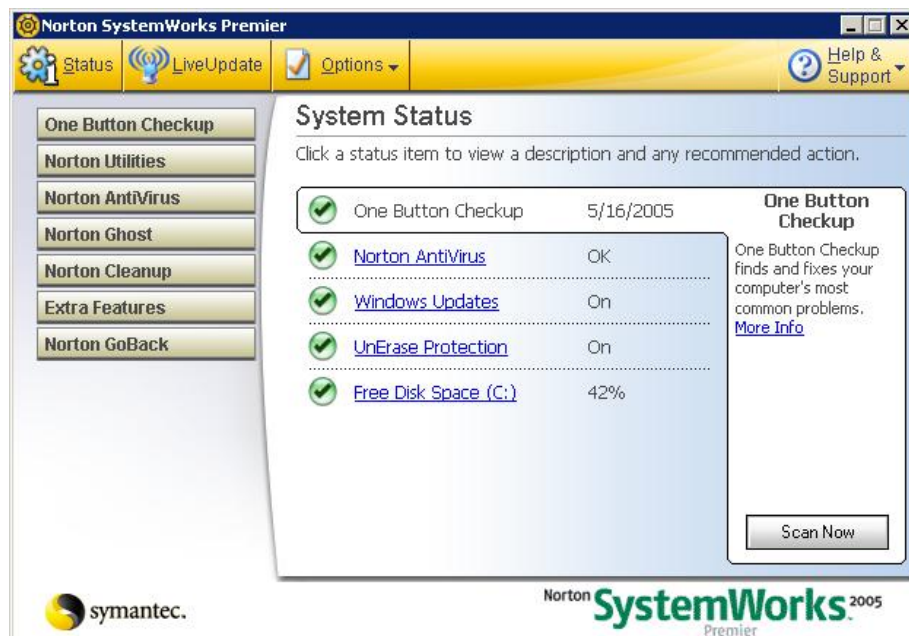 Norton SystemWorks Premier
Status LiveUpdate Options Help & Support
One Button Checkup
Norton Utilities
Norton AntiVirus
Norton Ghost
Norton Cleanup
Extra Features
Norton GoBack
System Status
Click a status item to view a description and any recommended action.
One Button Checkup 5/16/2005
Norton AntiVirus OK
Windows Updates On
UnErase Protection On
Free Disk Space (C:) 42%
One Button
Checkup
One Button Checkup
finds and fixes your
computer's most
common problems.
More Info
Scan Now
symantec.
Norton SystemWorks 2005
Premier